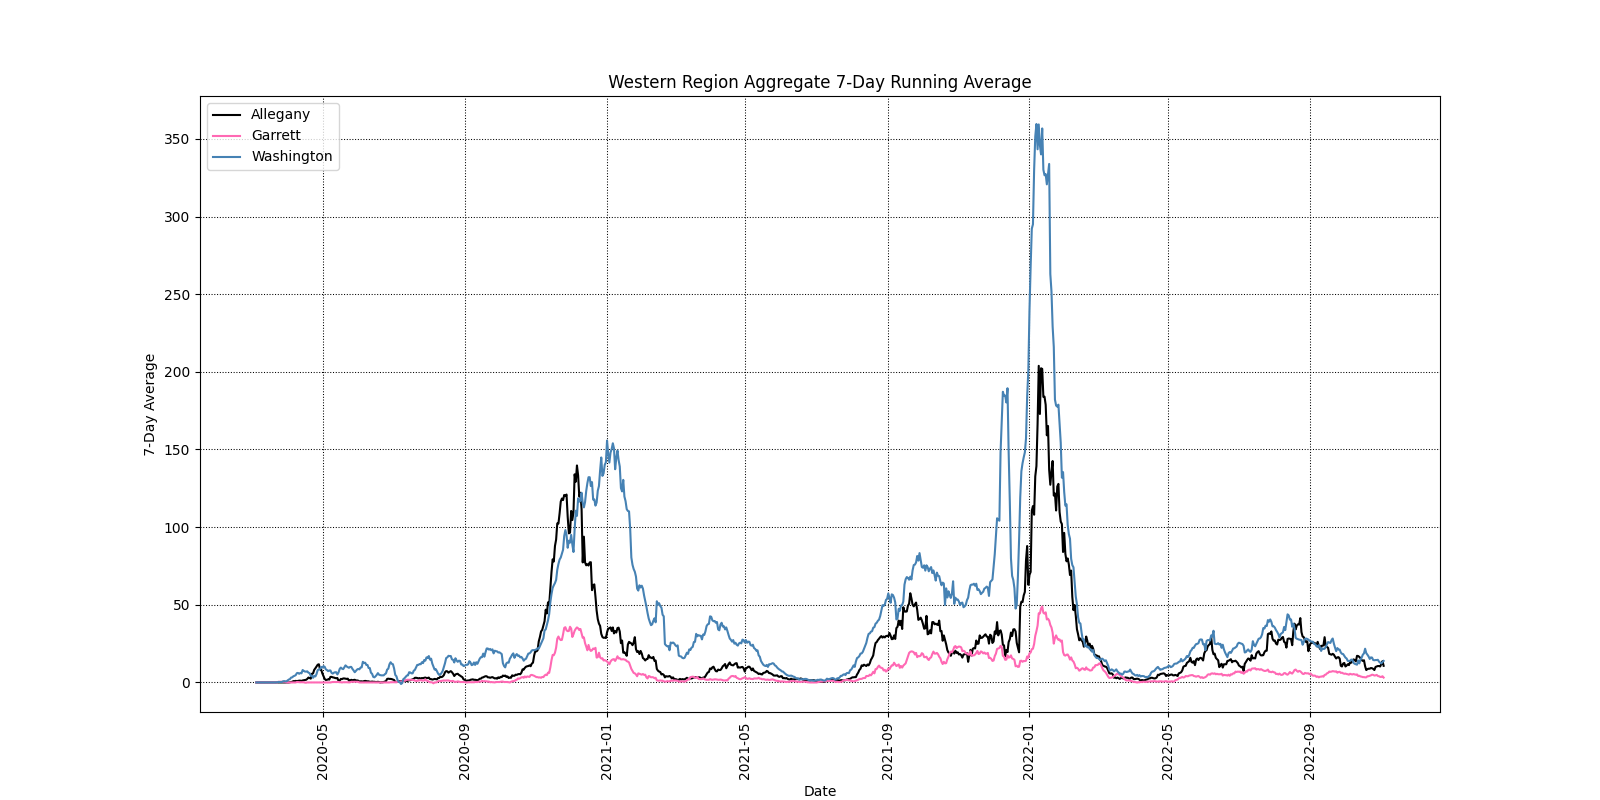 Western Region Aggregate 7-Day Running Average
Allegany
Garrett
Washington
350
300
250
200
150
100
50
0
7-Day Average
2020-05
2020-09
2021-01
2021-05
2021-09
2022-01
2022-05
2022-09
Date